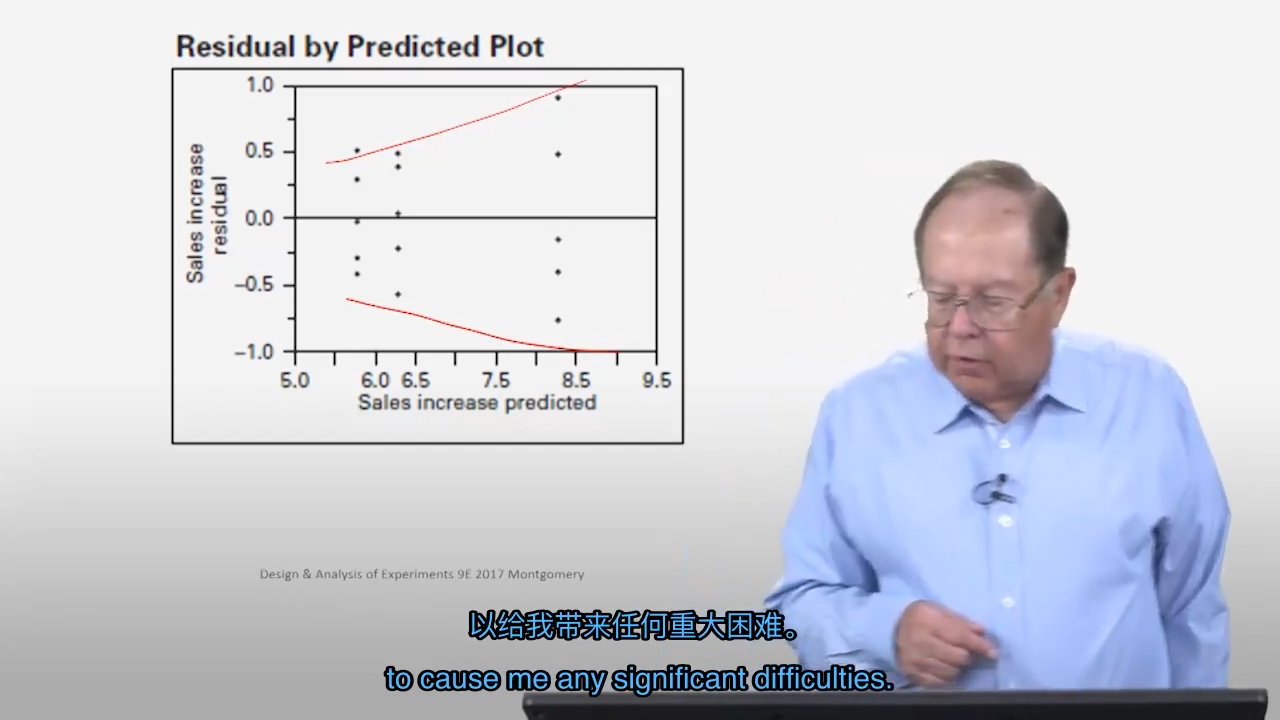 Residual by Predicted Plot
1.0
0.5
0.0
−0.5
−1.0
Sales increase
residual
5.0 6.0 6.5 7.5 8.5 9.5
Sales increase predicted
Design & Analysis of Experiments 9E 2017 Montgomery
以给我带来任何重大困难。
to cause me any significant difficulties.